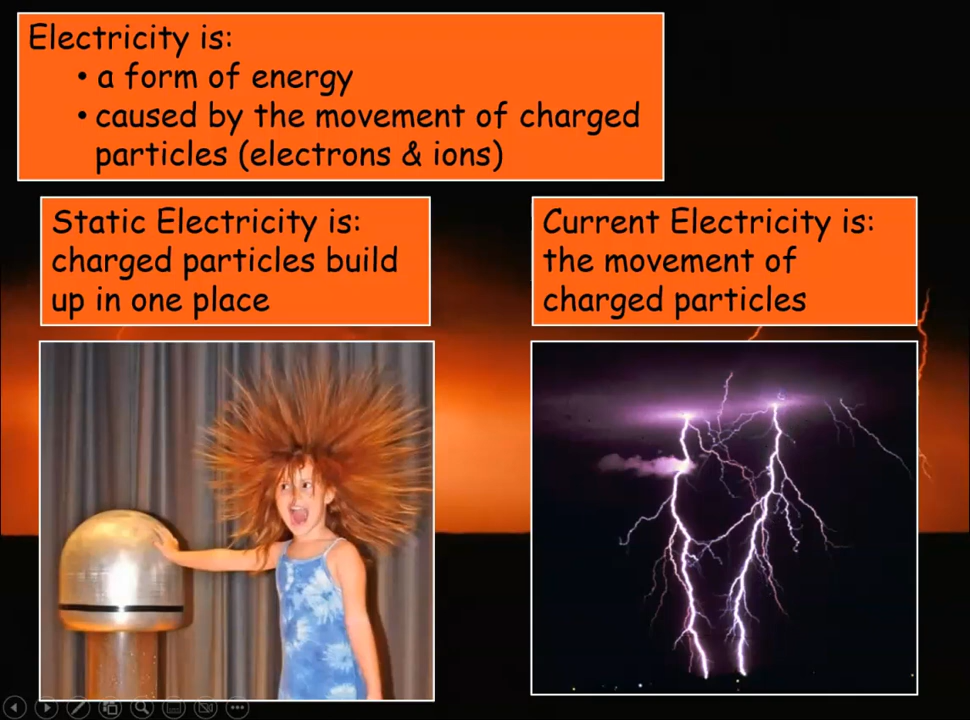 Electricity is:
• a form of energy
• caused by the movement of charged
particles (electrons & ions)
Static Electricity is:
charged particles build
up in one place
Current Electricity is:
the movement of
charged particles